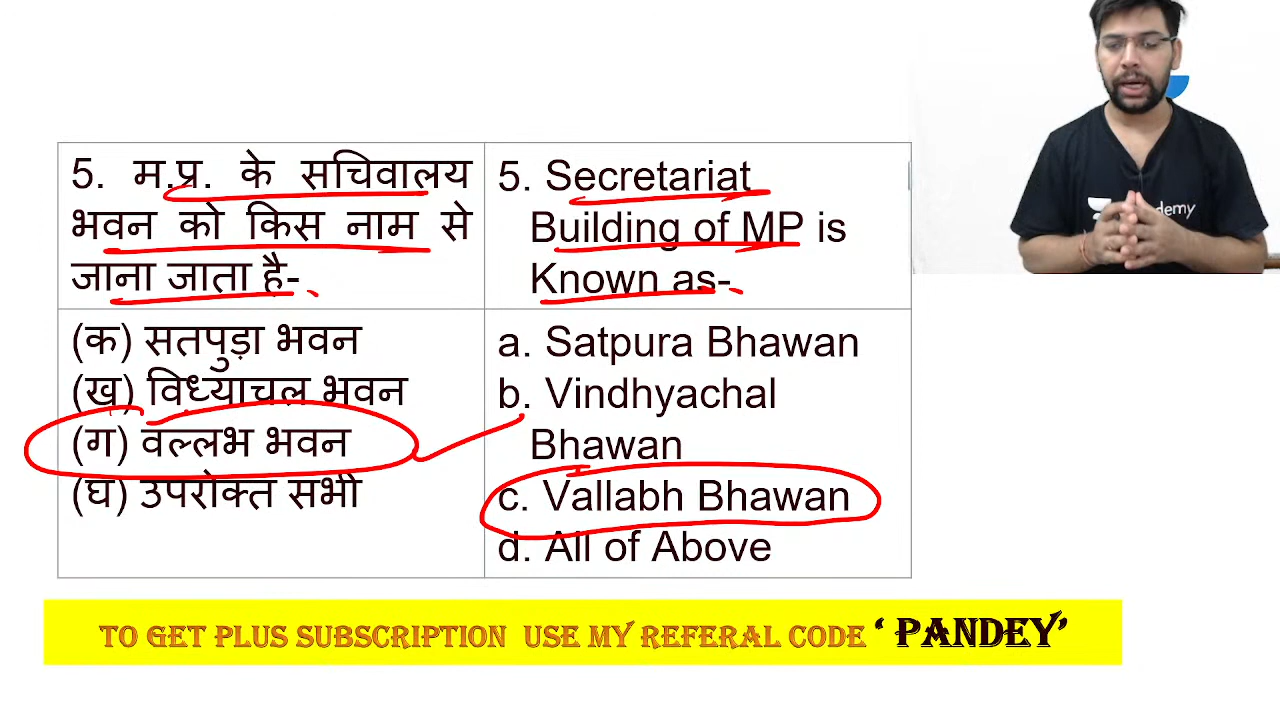 5. म.प्र. के सचिवालय
भवन को किस नाम से
जाना जाता है-
5. Secretariat
Building of MP is
Known as-
(क) सतपुड़ा भवन
(ख) विध्याचल भवन
(ग) वल्लभ भवन
(घ) उपरोक्त सभी
a. Satpura Bhawan
b. Vindhyachal
Bhawan
c. Vallabh Bhawan
d. All of Above
TO GET PLUS SUBSCRIPTION USE MY REFERAL CODE ‘ PANDEY’